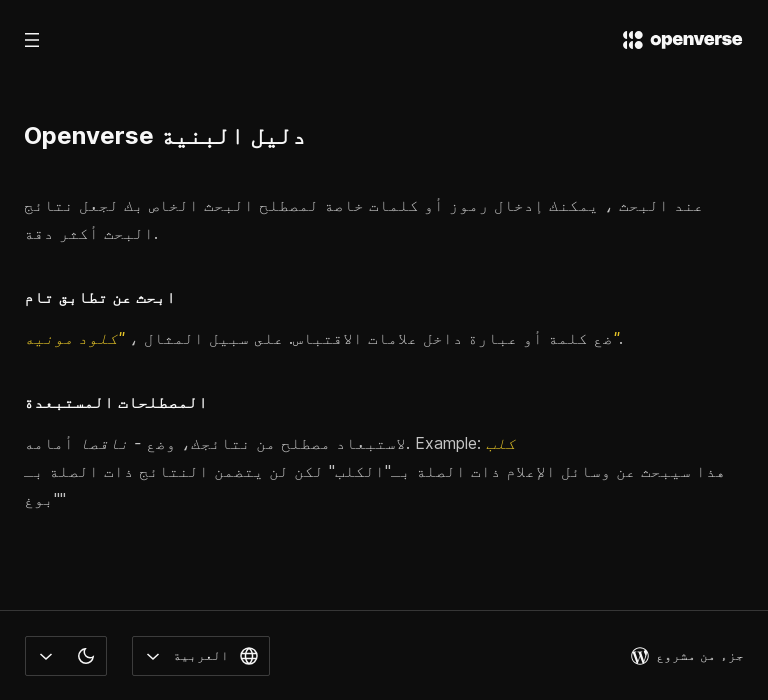 openverse
دليل البنية Openverse
عند البحث ، يمكنك إدخال رموز أو كلمات خاصة لمصطلح البحث الخاص بك لجعل نتائج
البحث أكثر دقة.
ابحث عن تطابق تام
ضع كلمة أو عبارة داخل علامات الاقتباس. على سبيل المثال ، "كلود مونيه".
المصطلحات المستبعدة
لاستبعاد مصطلح من نتائجك، وضع - ناقصا أمامه. Example: كلب
هذا سيبحث عن وسائل الإعلام ذات الصلة بـ"الكلب" لكن لن يتضمن النتائج ذات الصلة بـ
"بوغ"
العربية
جزء من مشروع